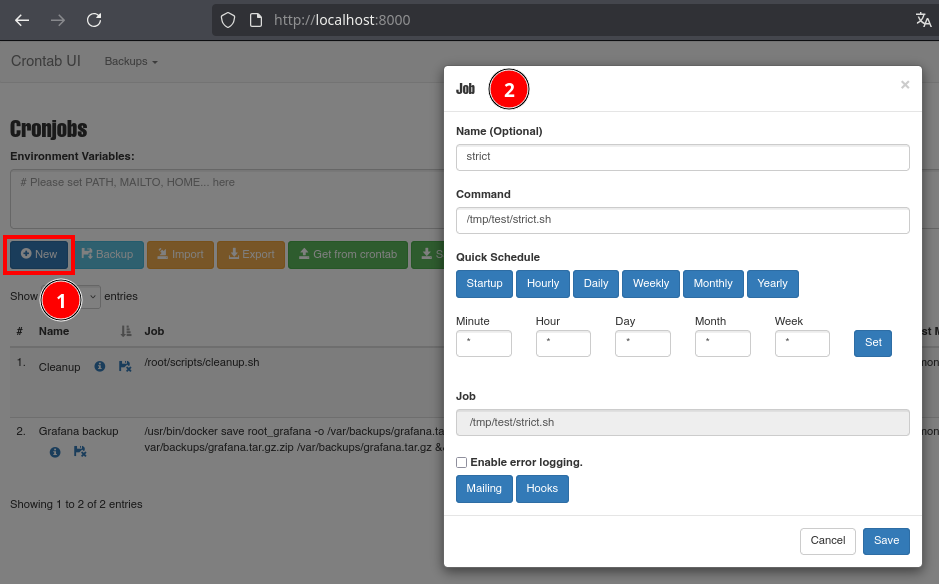 http://localhost:8000
Crontab UI Backups
Cronjobs
Environment Variables:
# Please set PATH, MAILTO, HOME... here
New Backup Import Export Get from crontab
1
Show entries
# Name Job
1. Cleanup /root/scripts/cleanup.sh
2. Grafana backup /usr/bin/docker save root_grafana -o /var/backups/grafana.ta
var/backups/grafana.tar.gz.zip /var/backups/grafana.tar.gz &
Showing 1 to 2 of 2 entries
Job 2 ×
Name (Optional)
strict
Command
/tmp/test/strict.sh
Quick Schedule
Startup Hourly Daily Weekly Monthly Yearly
Minute Hour Day Month Week
* * * * * Set
Job
/tmp/test/strict.sh
Enable error logging.
Mailing Hooks
Cancel Save